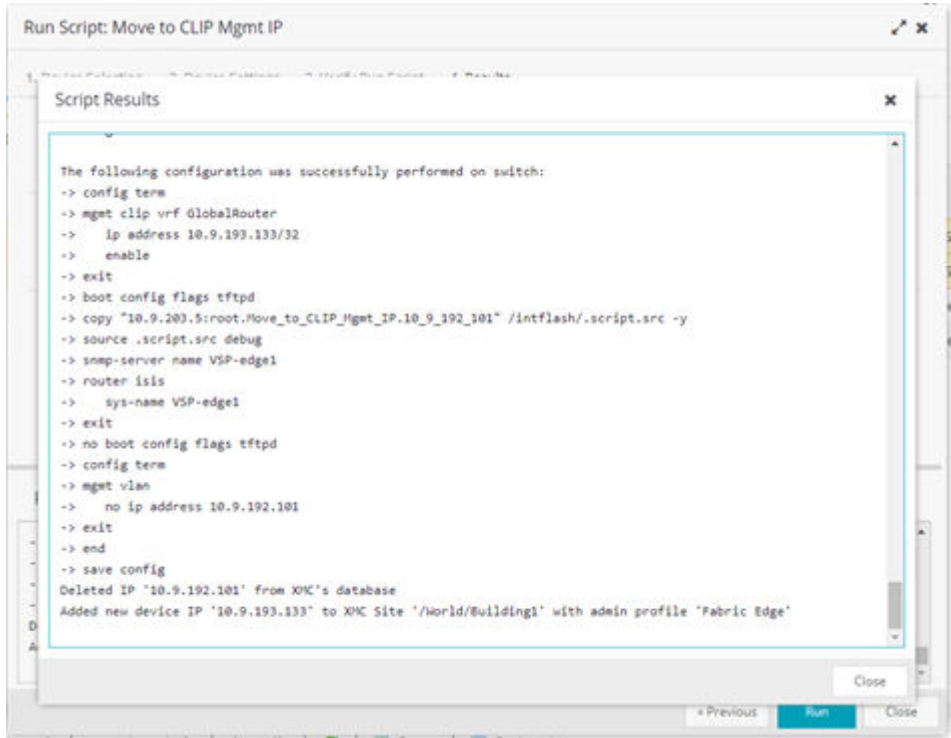 Run Script: Move to CLIP Mgmt IP
Script Results
The following configuration was successfully performed on switch:
-> config term
-> mgmt clip vrf GlobalRouter
->    ip address 10.9.193.133/32
->    enable
-> exit
-> boot config flags tftpd
-> copy "10.9.203.5:root.Move_to_CLIP_Mgmt_IP.10_9_192_101" /intflash/.script.src -y
-> source .script.src debug
-> snmp-server name VSP-edge1
-> router isis
->    sys-name VSP-edge1
-> exit
-> no boot config flags tftpd
-> config term
-> mgmt vlan
->    no ip address 10.9.192.101
-> exit
-> end
-> save config
Deleted IP '10.9.192.101' from XMC's database
Added new device IP '10.9.193.133' to XMC Site '/World/Building1' with admin profile 'Fabric Edge'
Close
« Previous
Run
Close